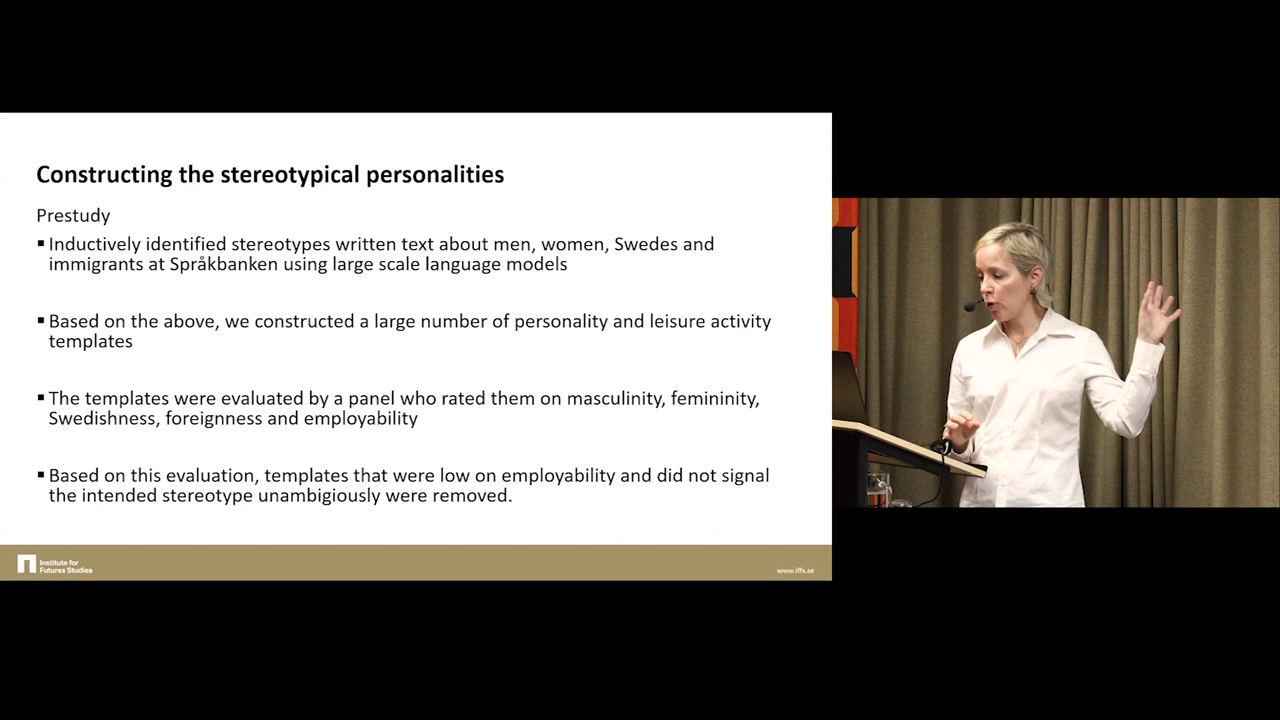 Constructing the stereotypical personalities
Prestudy
▪ Inductively identified stereotypes written text about men, women, Swedes and
immigrants at Språkbanken using large scale language models
▪ Based on the above, we constructed a large number of personality and leisure activity
templates
▪ The templates were evaluated by a panel who rated them on masculinity, femininity,
Swedishness, foreignness and employability
▪ Based on this evaluation, templates that were low on employability and did not signal
the intended stereotype unambigiously were removed.
Institute for
Futures Studies
www.iffs.se